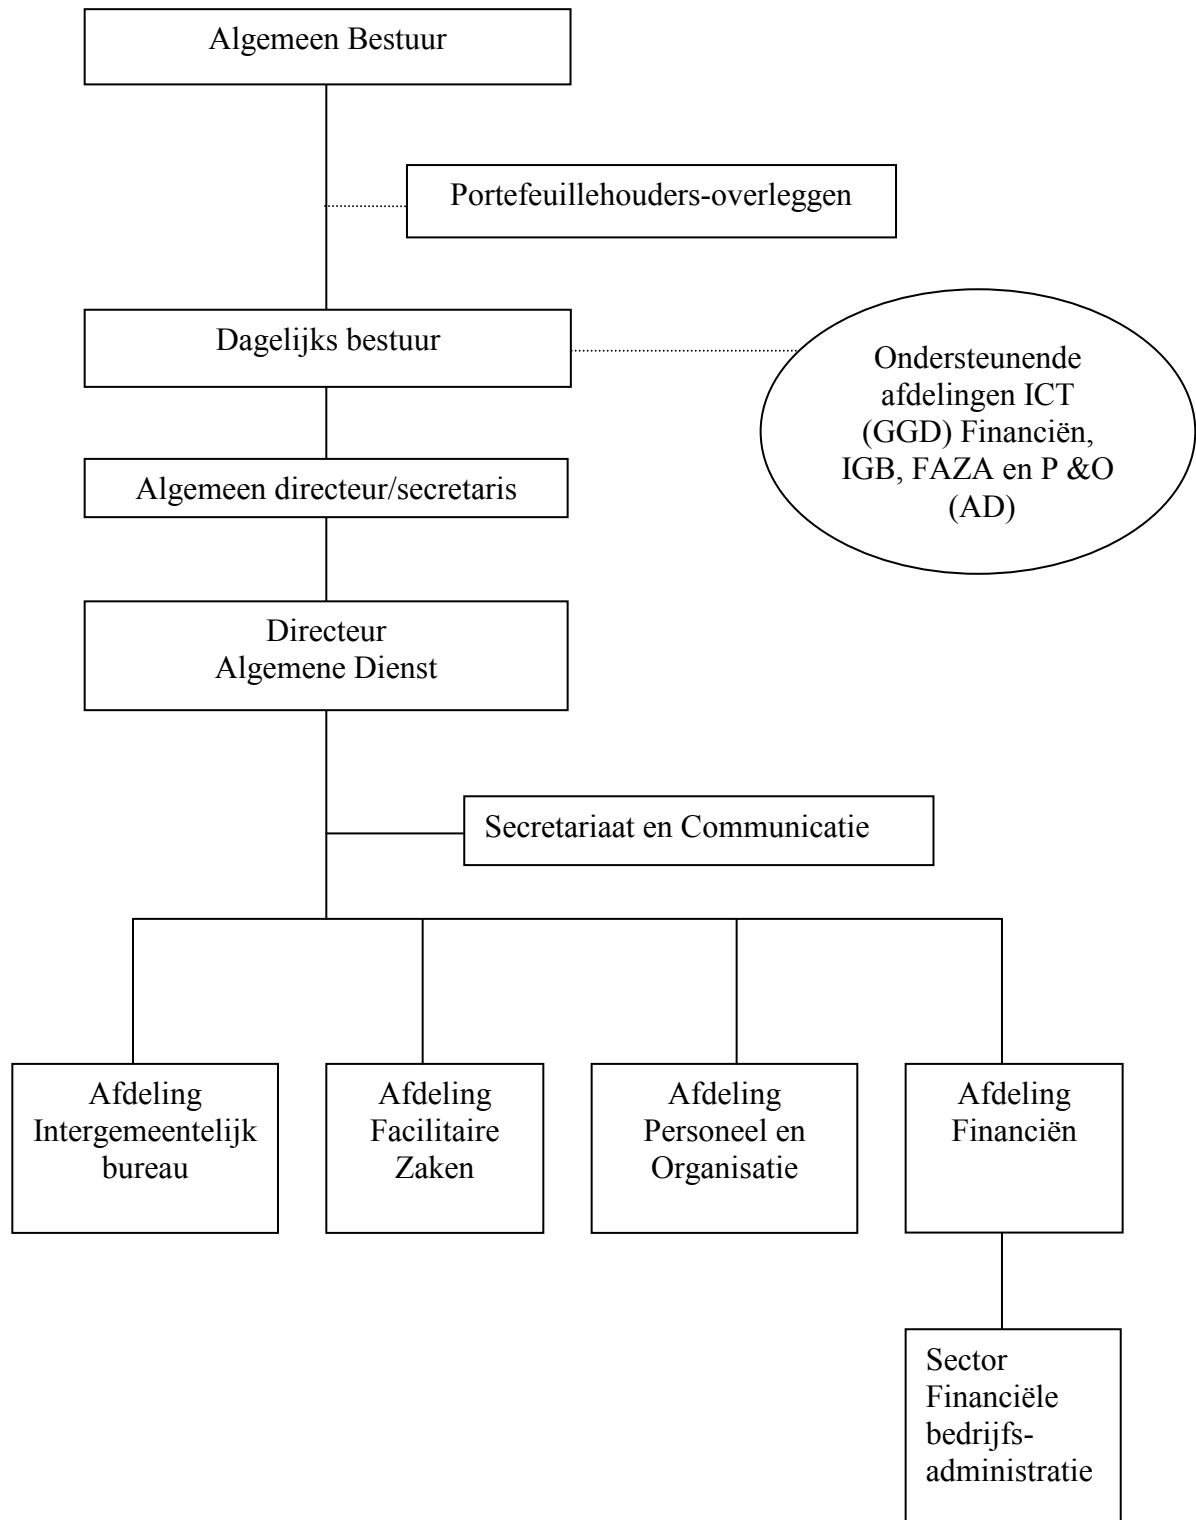 Algemeen Bestuur
Portefeuillehouders-overleggen
Dagelijks bestuur
Ondersteunende
afdelingen ICT
(GGD) Financiën,
IGB, FAZA en P &O
(AD)
Algemeen directeur/secretaris
Directeur
Algemene Dienst
Secretariaat en Communicatie
Afdeling
Intergemeentelijk
bureau
Afdeling
Facilitaire
Zaken
Afdeling
Personeel en
Organisatie
Afdeling
Financiën
Sector
Financiële
bedrijfs-
administratie